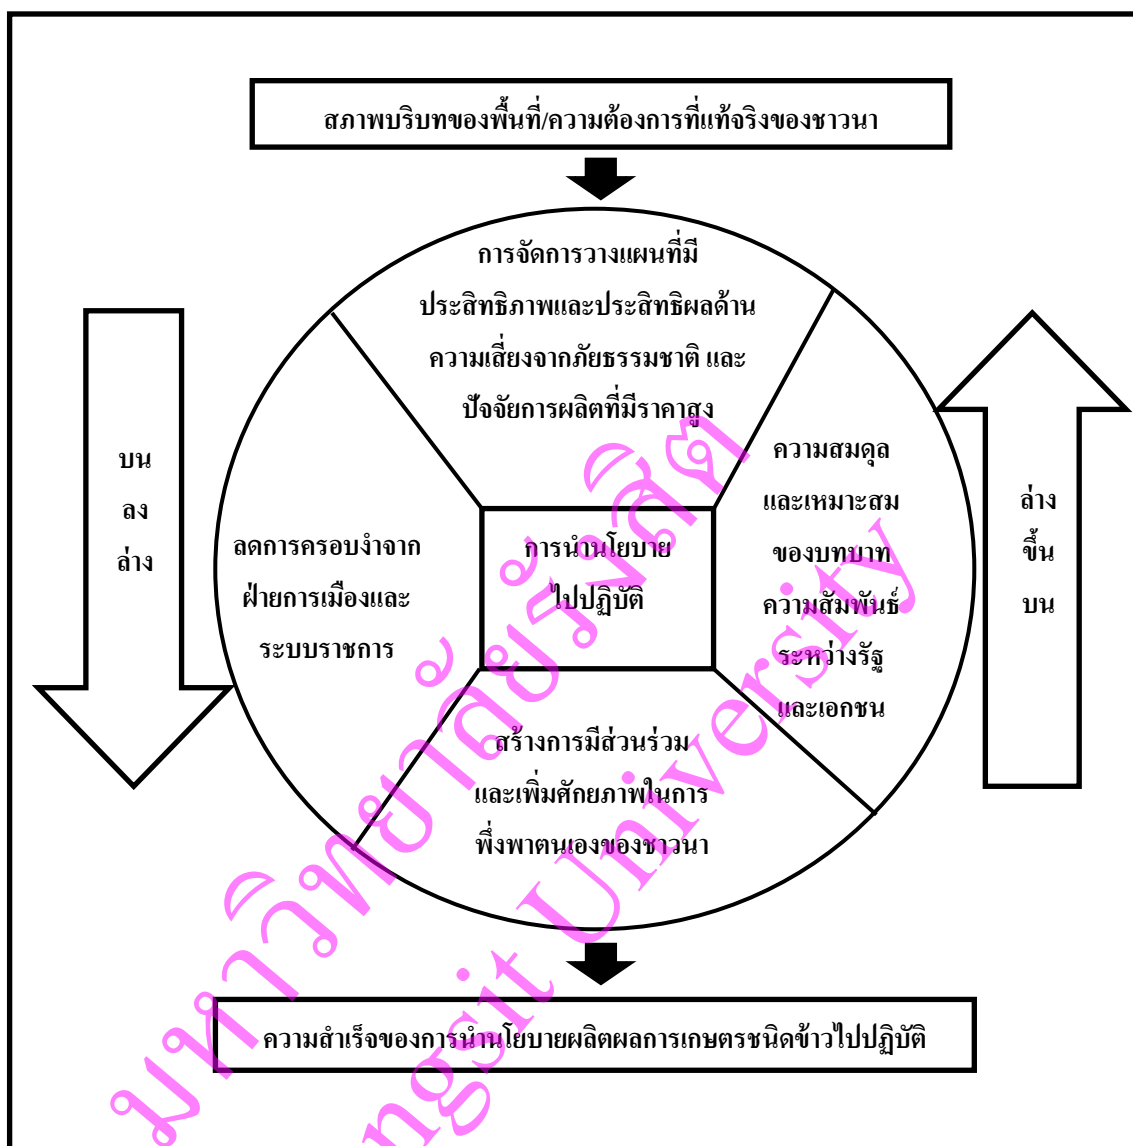 สภาพบริบทของพื้นที่/ความต้องการที่แท้จริงของชาวนา
การจัดการวางแผนที่มี
ประสิทธิภาพและประสิทธิผลด้าน
ความเสี่ยงจากภัยธรรมชาติ และ
ปัจจัยการผลิตที่มีราคาสูง
บน
ลง
ล่าง
ลดการครอบงำจาก
ฝ่ายการเมืองและ
ระบบราชการ
การนำนโยบาย
ไปปฏิบัติ
ความสมดุล
และเหมาะสม
ของบทบาท
ความสัมพันธ์
ระหว่างรัฐ
และเอกชน
ล่าง
ขึ้น
บน
สร้างการมีส่วนร่วม
และเพิ่มศักยภาพในการ
พึ่งพาตนเองของชาวนา
ความสำเร็จของการนำนโยบายผลิตผลการเกษตรชนิดข้าวไปปฏิบัติ
มหาวิทยาลัยรังสิต
ngsit University